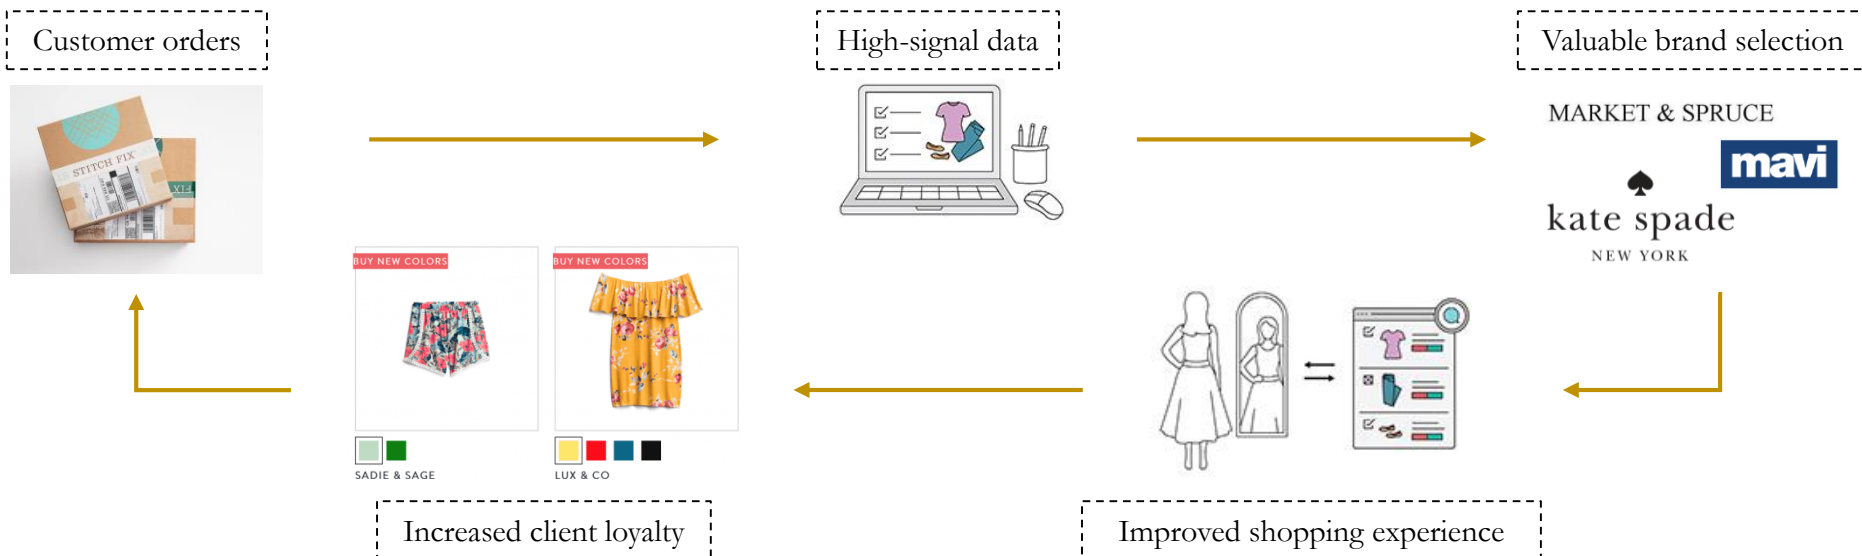 Customer orders
High-signal data
Valuable brand selection
STITCH FIX
FIX
MARKET & SPRUCE
mavi
kate spade
NEW YORK
BUY NEW COLORS
BUY NEW COLORS
SADIE & SAGE
LUX & CO
Increased client loyalty
Improved shopping experience